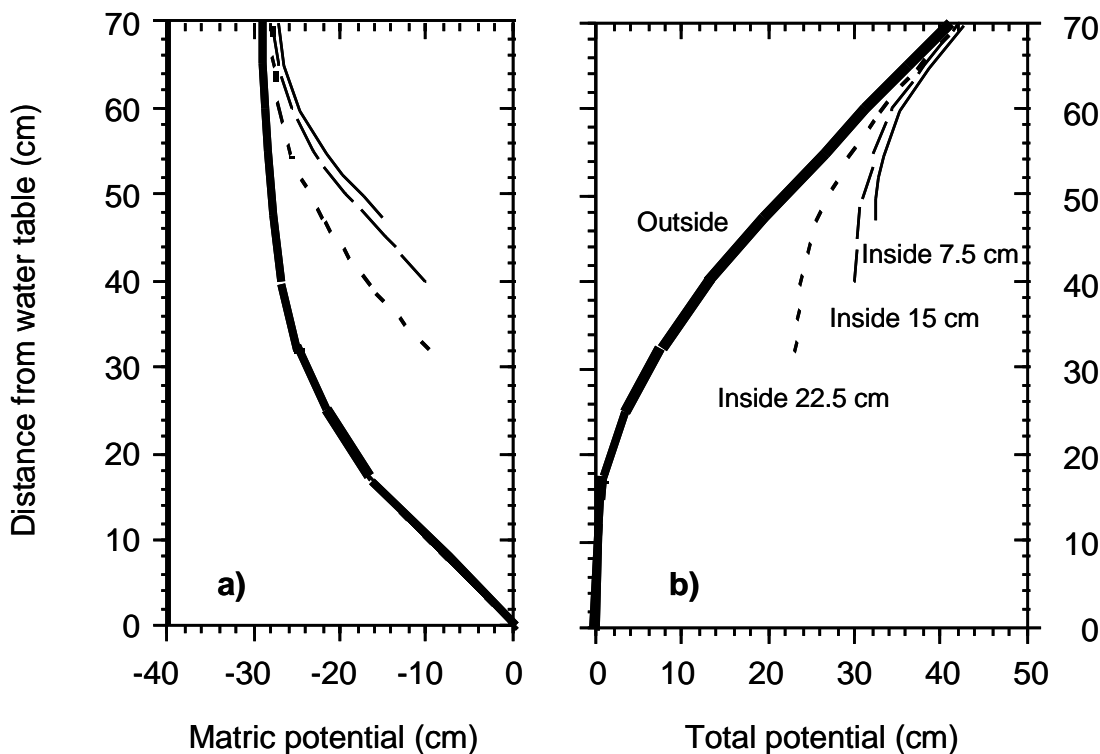 Distance from water table (cm)
70
60
50
40
30
20
10
0
-40 -30 -20 -10 0
Matric potential (cm)
a)
Outside
Inside 7.5 cm
Inside 15 cm
Inside 22.5 cm
b)
70
60
50
40
30
20
10
0
0 10 20 30 40 50
Total potential (cm)